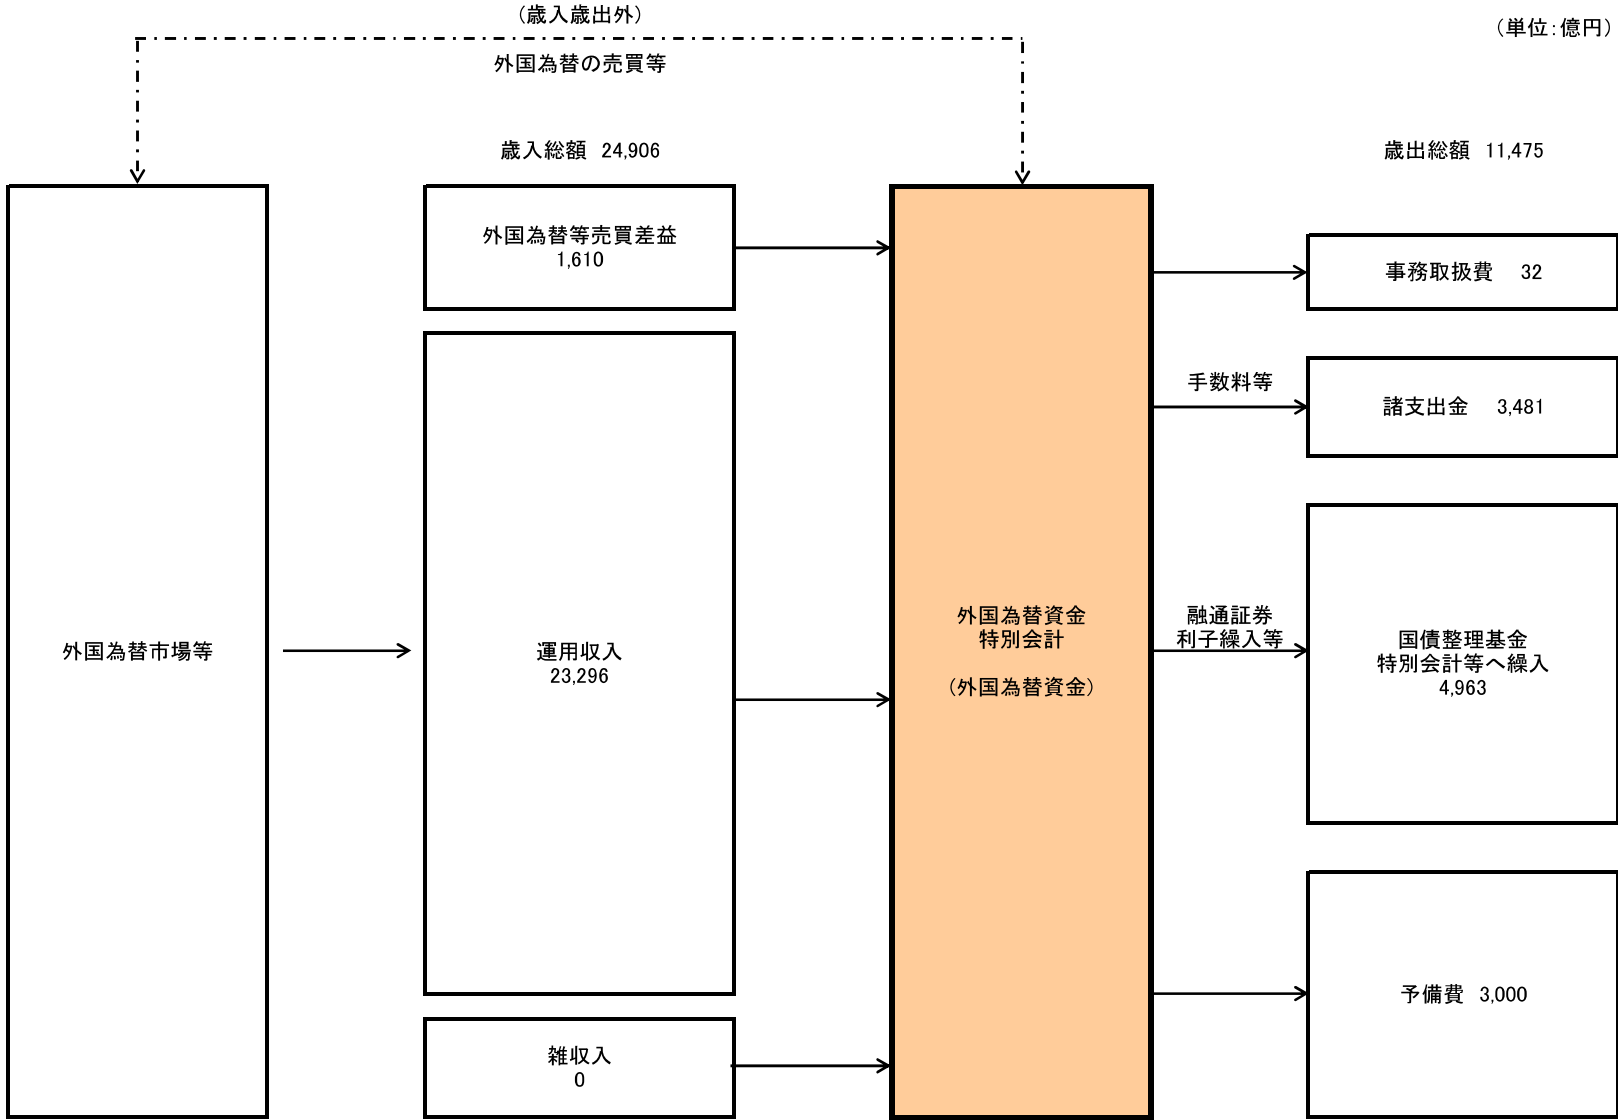 （歳入歳出外）
（単位：億円）
外国為替の売買等
歳入総額 24,906
歳出総額 11,475
外国為替市場等
外国為替等売買差益
1,610
運用収入
23,296
雑収入
0
外国為替資金
特別会計
（外国為替資金）
事務取扱費 32
手数料等
諸支出金 3,481
融通証券
利子繰入等
国債整理基金
特別会計等へ繰入
4,963
予備費 3,000